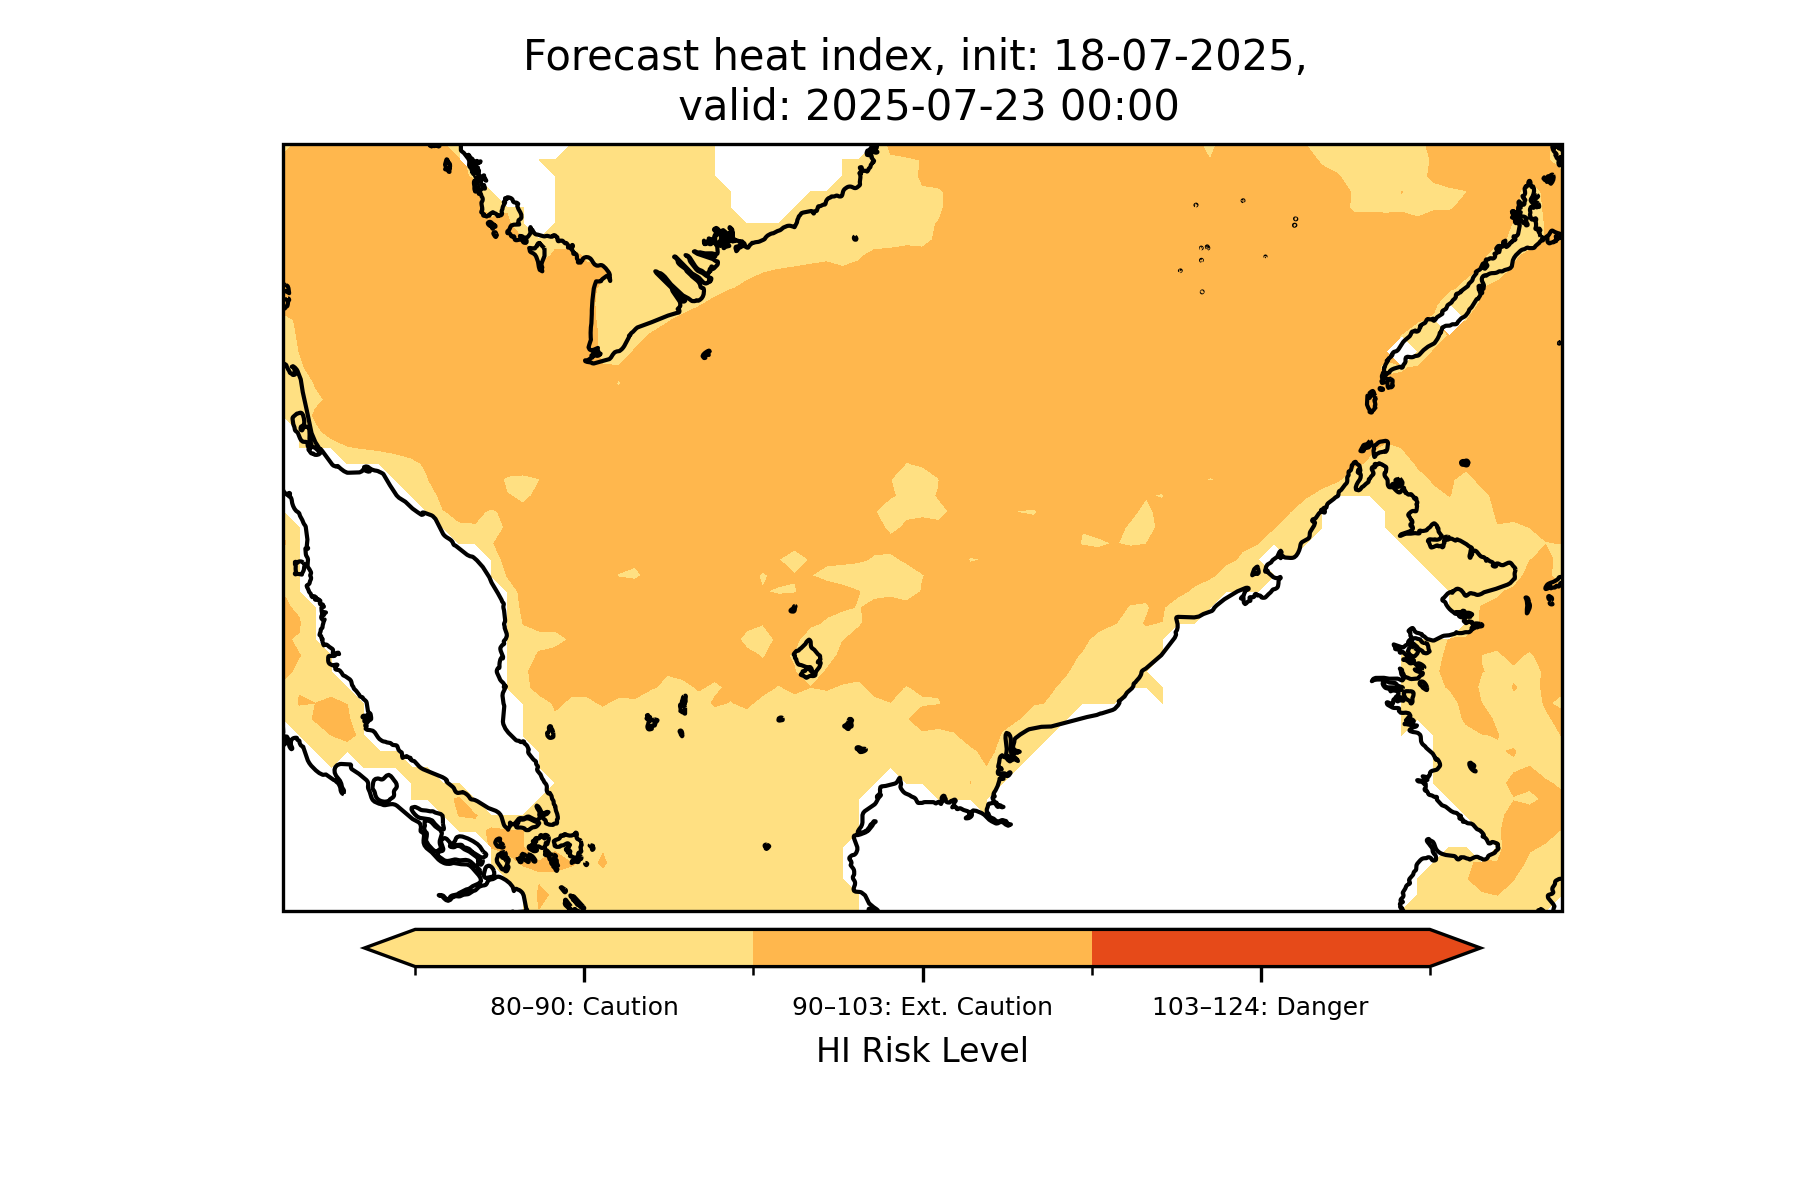 Forecast heat index, init: 18-07-2025,
valid: 2025-07-23 00:00
80–90: Caution
90–103: Ext. Caution
103–124: Danger
HI Risk Level